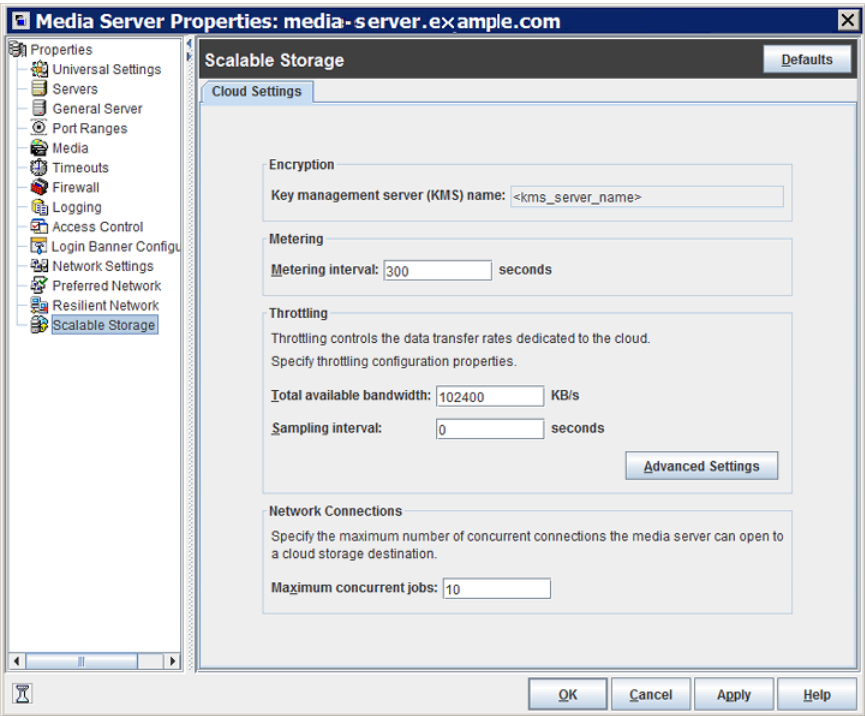 Media Server Properties: media-server.example.com
Properties
Universal Settings
Servers
General Server
Port Ranges
Media
Timeouts
Firewall
Logging
Access Control
Login Banner Configu
Network Settings
Preferred Network
Resilient Network
Scalable Storage
Scalable Storage
Defaults
Cloud Settings
Encryption
Key management server (KMS) name: <kms_server_name>
Metering
Metering interval: 300 seconds
Throttling
Throttling controls the data transfer rates dedicated to the cloud.
Specify throttling configuration properties.
Total available bandwidth: 102400 KB/s
Sampling interval: 0 seconds
Advanced Settings
Network Connections
Specify the maximum number of concurrent connections the media server can open to
a cloud storage destination.
Maximum concurrent jobs: 10
OK Cancel Apply Help